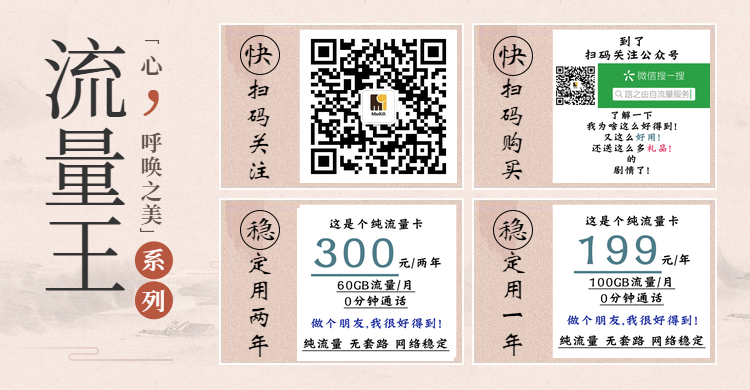 流量王
「心，呼唤之美」
系列
快
扫码关注
MaKA
快
扫码购买
到了
扫码关注公众号
微信搜一搜
路之由自流量服务
了解一下
我为啥这么好得到!
又这么好用!
还送这么多礼品!
的
剧情了!
稳
定用两年
这是个纯流量卡
300元/两年
60GB流量/月
0分钟通话
做个朋友,我很好得到!
纯流量 无套路 网络稳定
稳
定用一年
这是个纯流量卡
199元/年
100GB流量/月
0分钟通话
做个朋友,我很好得到!
纯流量 无套路 网络稳定